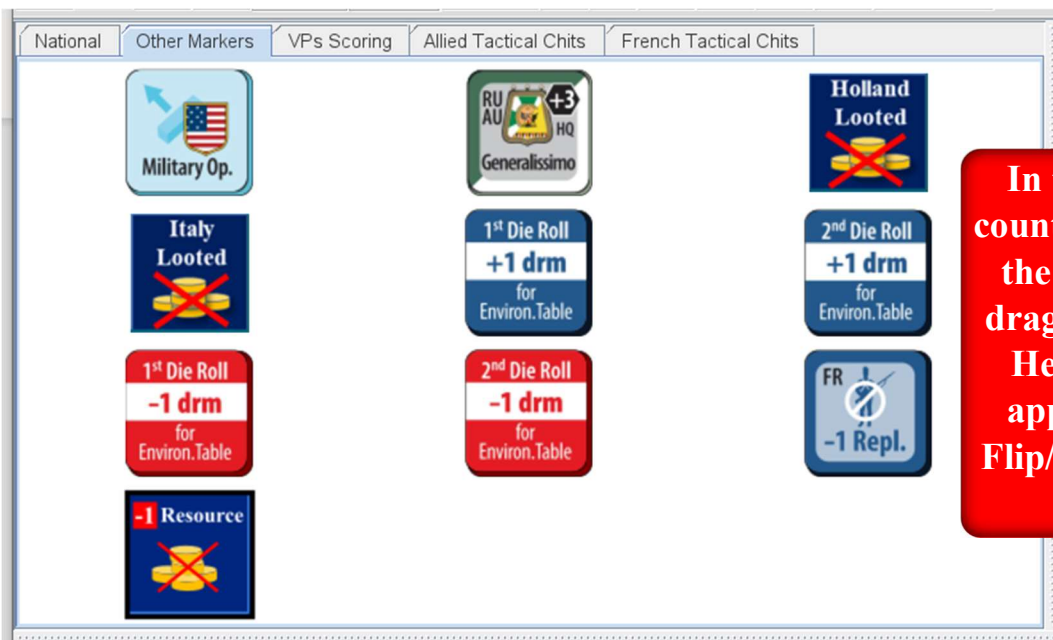 National Other Markers VPs Scoring Allied Tactical Chits French Tactical Chits
Military Op.
RU
AU
+3
HQ
Generalissimo
Holland
Looted
Italy
Looted
1st Die Roll
+1 drm
for
Environ.Table
2nd Die Roll
+1 drm
for
Environ.Table
1st Die Roll
-1 drm
for
Environ.Table
2nd Die Roll
-1 drm
for
Environ.Table
FR
-1 Repl.
-1 Resource
In
count
the
drag
He
app
Flip/